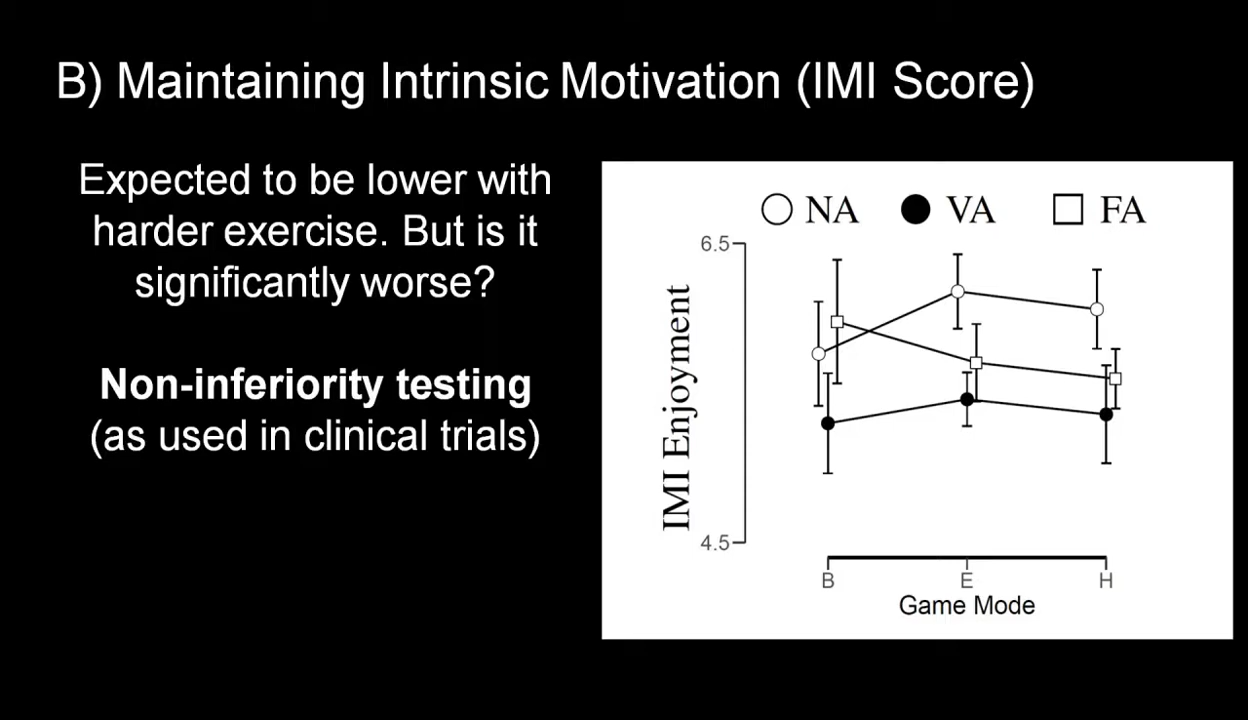 B) Maintaining Intrinsic Motivation (IMI Score)
Expected to be lower with
harder exercise. But is it
significantly worse?
Non-inferiority testing
(as used in clinical trials)
NA VA FA
6.5
IMI Enjoyment
4.5
B E H
Game Mode